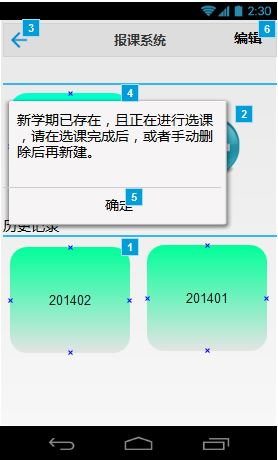 2:30
3
报课系统
编辑
6
4
2
新学期已存在，且正在进行选课
，请在选课完成后，或者手动删
除后再新建。
5
确定
历史记录
1
201402
201401